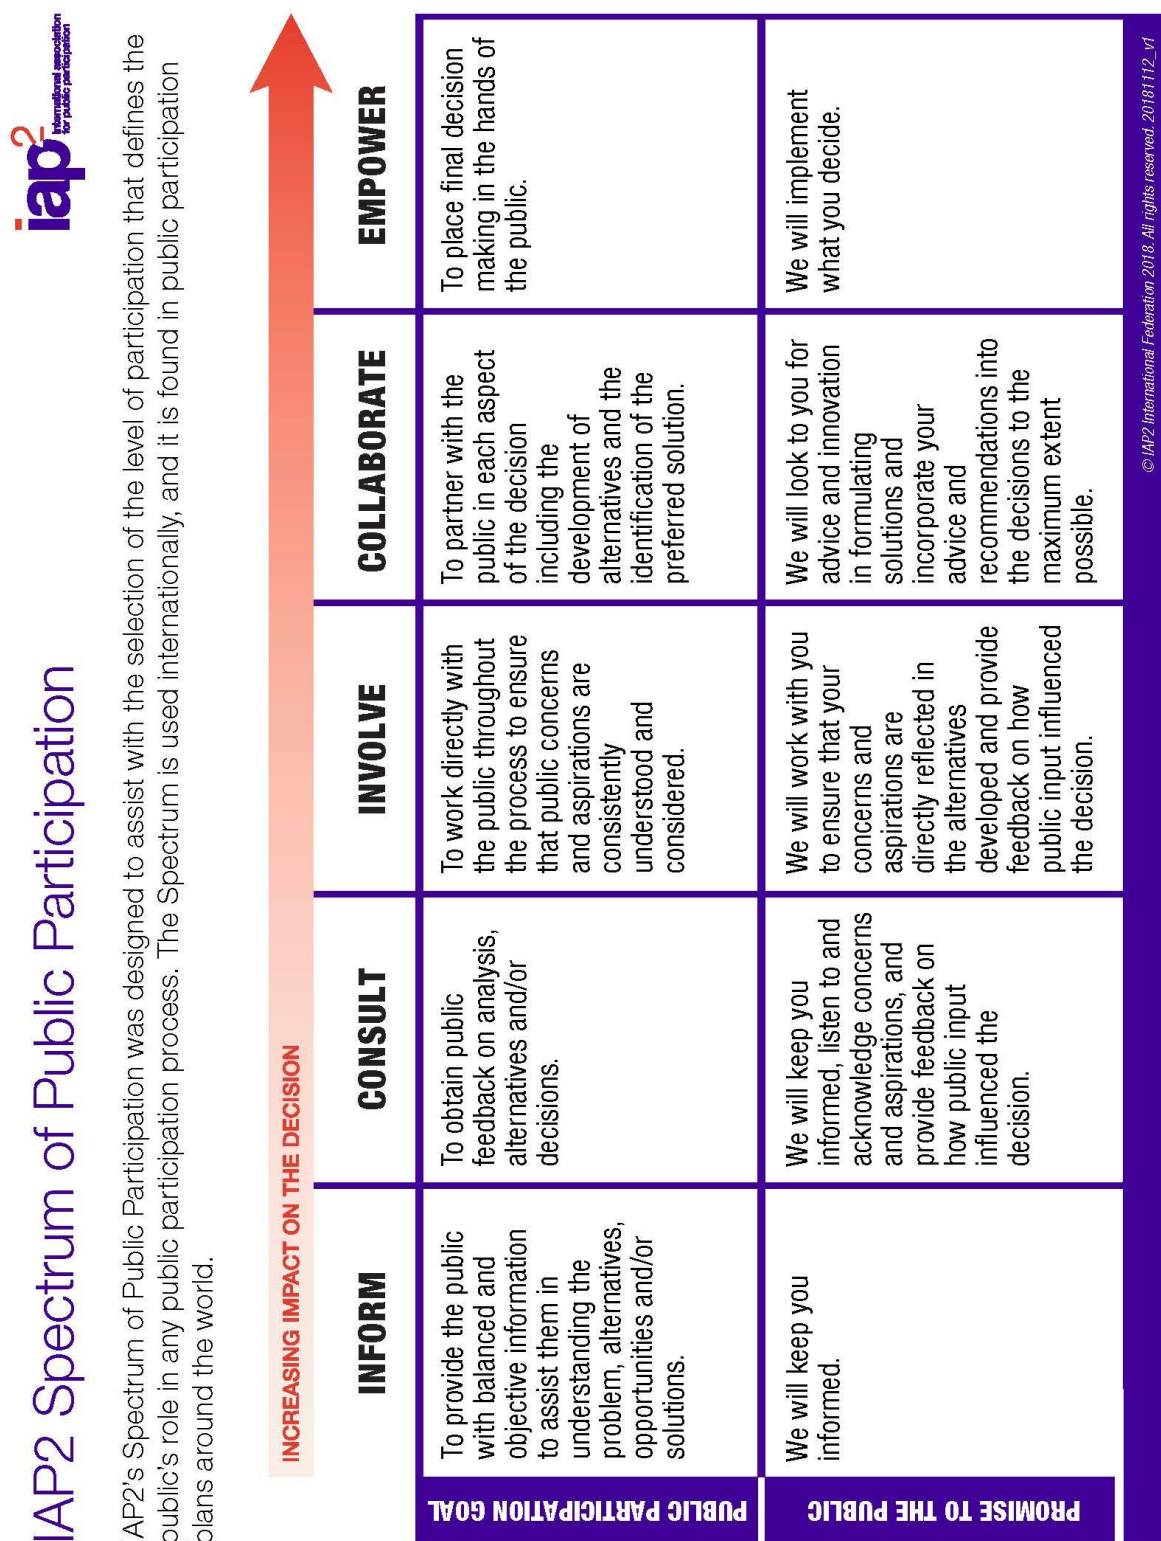 IAP2 Spectrum of Public Participation
iap2
international association
for public participation
AP2's Spectrum of Public Participation was designed to assist with the selection of the level of participation that defines the
public's role in any public participation process. The Spectrum is used internationally, and it is found in public participation
plans around the world.
INCREASING IMPACT ON THE DECISION
INFORM
CONSULT
INVOLVE
COLLABORATE
EMPOWER
PUBLIC PARTICIPATION GOAL
To provide the public
with balanced and
objective information
to assist them in
understanding the
problem, alternatives,
opportunities and/or
solutions.
To obtain public
feedback on analysis,
alternatives and/or
decisions.
To work directly with
the public throughout
the process to ensure
that public concerns
and aspirations are
consistently
understood and
considered.
To partner with the
public in each aspect
of the decision
including the
development of
alternatives and the
identification of the
preferred solution.
To place final decision
making in the hands of
the public.
PROMISE TO THE PUBLIC
We will keep you
informed.
We will keep you
informed, listen to and
acknowledge concerns
and aspirations, and
provide feedback on
how public input
influenced the
decision.
We will work with you
to ensure that your
concerns and
aspirations are
directly reflected in
the alternatives
developed and provide
feedback on how
public input influenced
the decision.
We will look to you for
advice and innovation
in formulating
solutions and
incorporate your
advice and
recommendations into
the decisions to the
maximum extent
possible.
We will implement
what you decide.
© IAP2 International Federation 2018. All rights reserved. 20181112_v1